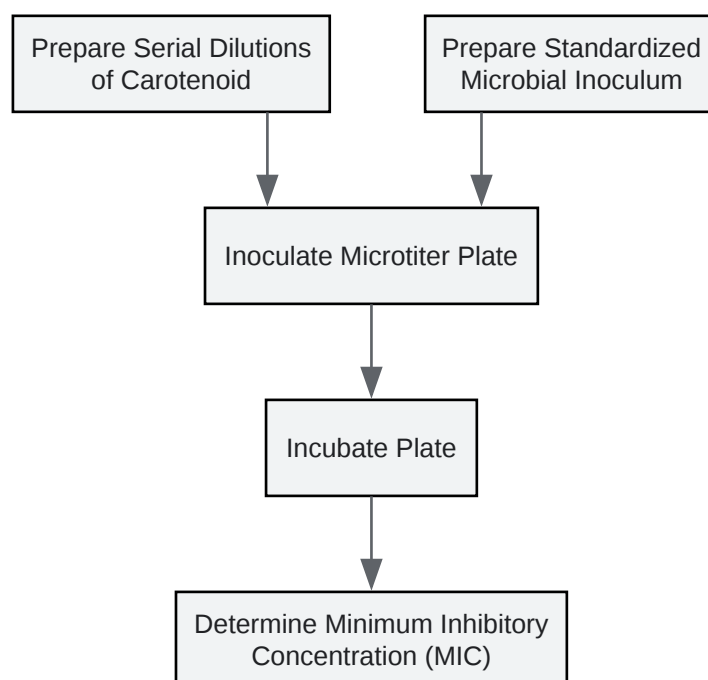 Prepare Serial Dilutions
of Carotenoid
Prepare Standardized
Microbial Inoculum
Inoculate Microtiter Plate
Incubate Plate
Determine Minimum Inhibitory
Concentration (MIC)